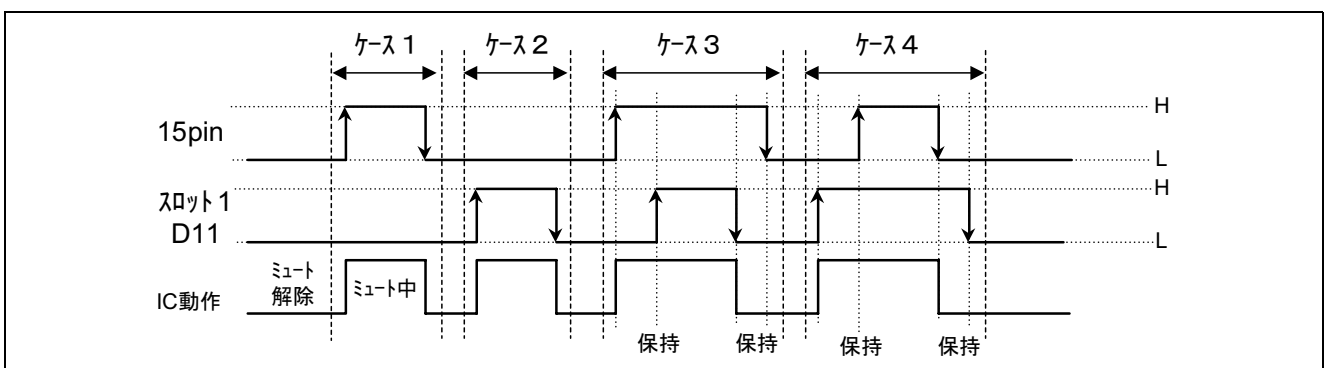 ｹｰｽ 1
ｹｰｽ 2
ｹｰｽ 3
ｹｰｽ 4
15pin
H
L
ｽﾛｯﾄ 1
D11
H
L
IC動作
ﾐｭｰﾄ
解除
ﾐｭｰﾄ中
保持
保持
保持
保持